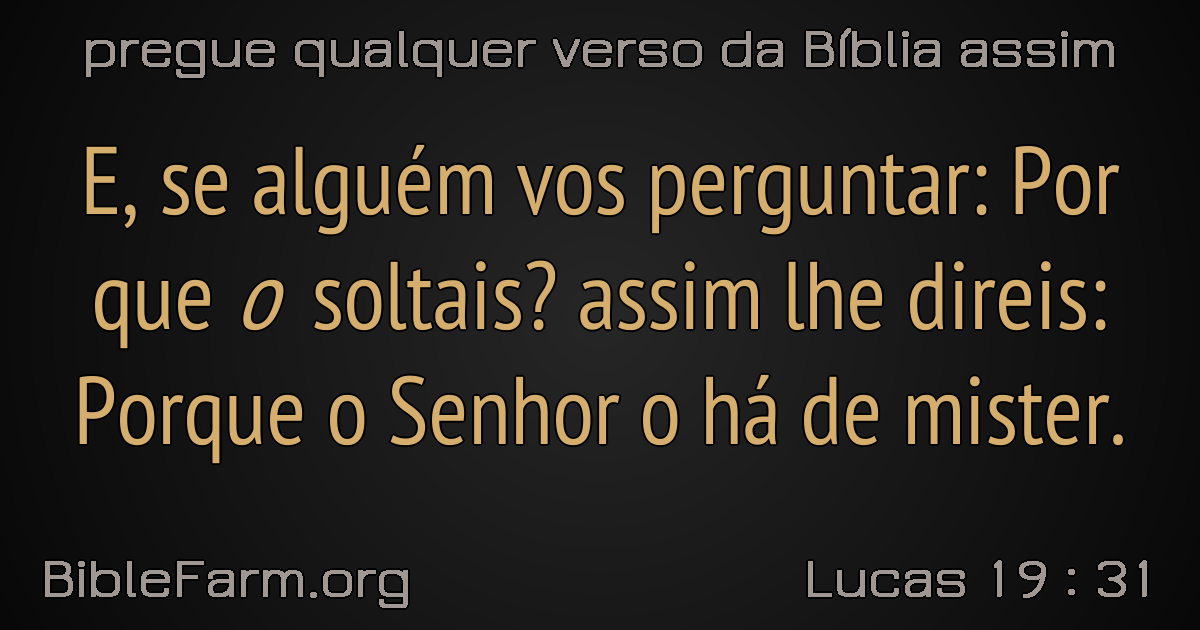 pregue qualquer verso da Bíblia assim
E, se alguém vos perguntar: Por
que o soltais? assim lhe direis:
Porque o Senhor o há de mister.
BibleFarm.org
Lucas 19 : 31